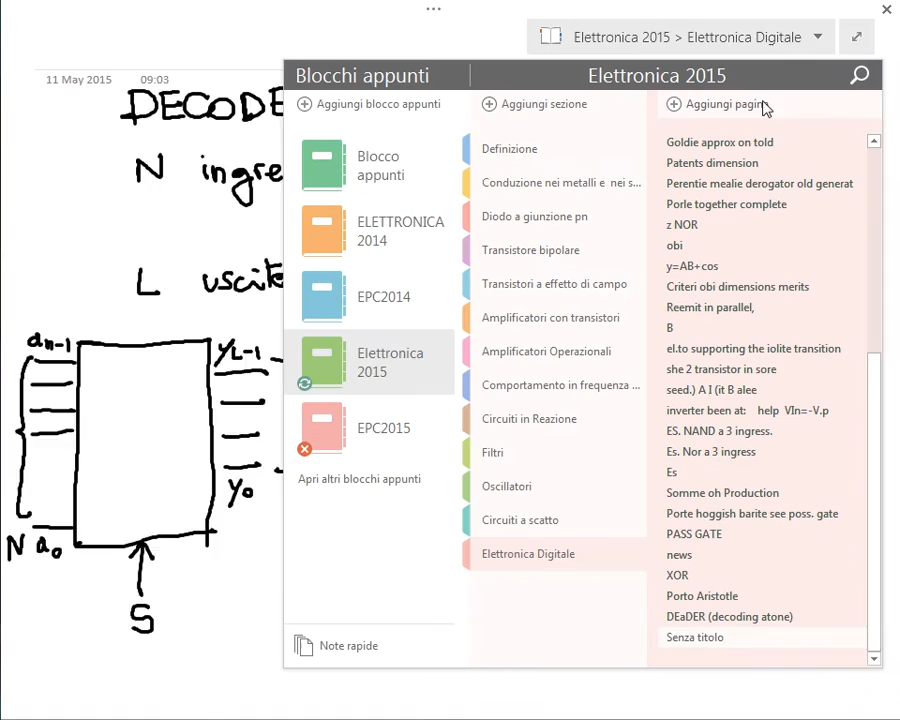 Elettronica 2015 > Elettronica Digitale
11 May 2015 09:03
DECODE
N ingre
L uscite
an-1
yL-1
y0
N a0
S
Blocchi appunti
Elettronica 2015
Aggiungi blocco appunti
Blocco
appunti
ELETTRONICA
2014
EPC2014
Elettronica
2015
EPC2015
Apri altri blocchi appunti
Note rapide
Aggiungi sezione
Definizione
Conduzione nei metalli e nei s...
Diodo a giunzione pn
Transistore bipolare
Transistori a effetto di campo
Amplificatori con transistori
Amplificatori Operazionali
Comportamento in frequenza ...
Circuiti in Reazione
Filtri
Oscillatori
Circuiti a scatto
Elettronica Digitale
Aggiungi pagina
Goldie approx on told
Patents dimension
Perentie mealie derogator old generat
Porle together complete
z NOR
obi
y=AB+cos
Criteri obi dimensions merits
Reemit in parallel,
B
el.to supporting the iolite transition
she 2 transistor in sore
seed.) A I (it B alee
inverter been at: help VIn=-V.p
ES. NAND a 3 ingress.
Es. Nor a 3 ingress
Es
Somme oh Production
Porte hoggish barite see poss. gate
PASS GATE
news
XOR
Porto Aristotle
DEaDER (decoding atone)
Senza titolo